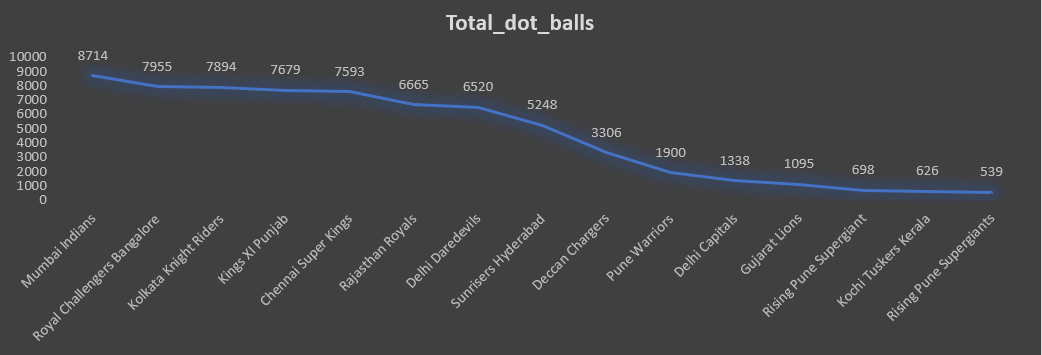 Total_dot_balls
10000
9000
8000
7000
6000
5000
4000
3000
2000
1000
0
8714
7955
7894
7679
7593
6665
6520
5248
3306
1900
1338
1095
698
626
539
Mumbai Indians
Royal Challengers Bangalore
Kolkata Knight Riders
Kings XI Punjab
Chennai Super Kings
Rajasthan Royals
Delhi Daredevils
Sunrisers Hyderabad
Deccan Chargers
Pune Warriors
Delhi Capitals
Gujarat Lions
Rising Pune Supergiant
Kochi Tuskers Kerala
Rising Pune Supergiants